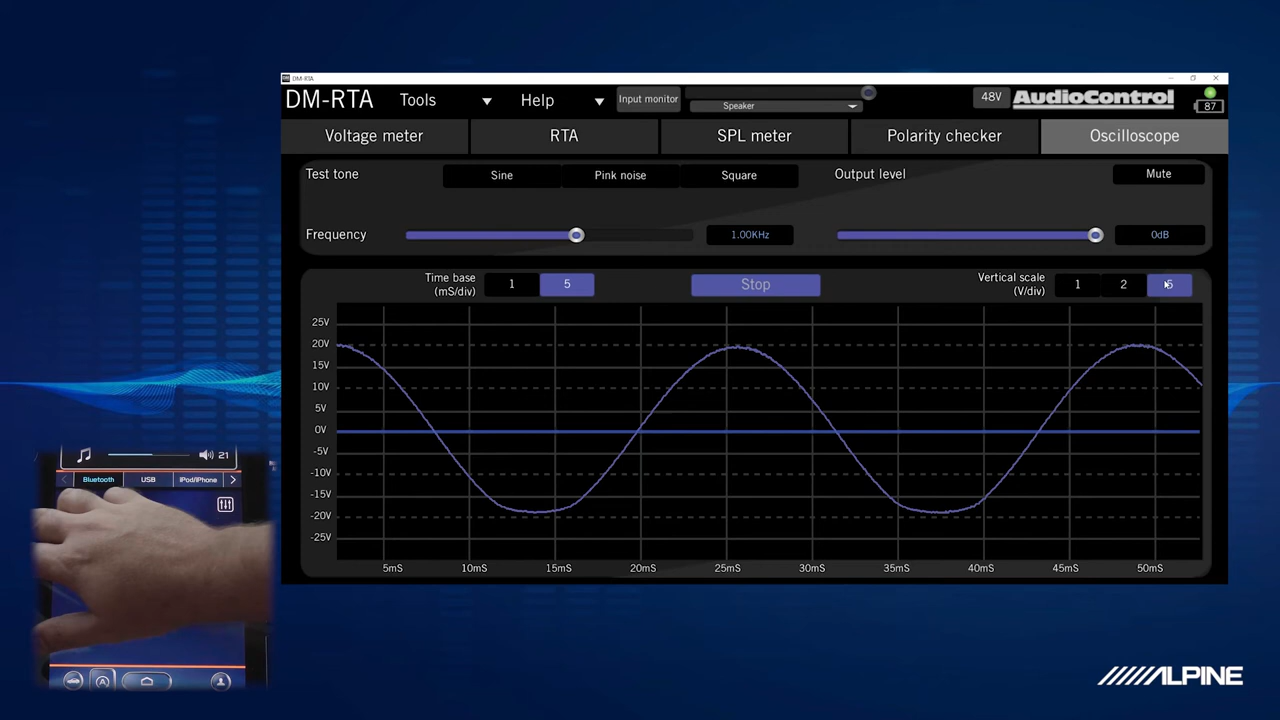 DM-RTA
DM-RTA Tools Help Input monitor Speaker 48V AudioControl 87
Voltage meter RTA SPL meter Polarity checker Oscilloscope
Test tone Sine Pink noise Square Output level Mute
Frequency 1.00KHz 0dB
Time base
(mS/div)
1 5 Stop
Vertical scale
(V/div)
1 2 5
25V
20V
15V
10V
5V
0V
-5V
-10V
-15V
-20V
-25V
5mS 10mS 15mS 20mS 25mS 30mS 35mS 40mS 45mS 50mS
21
Bluetooth USB iPod/iPhone
A
ALPINE